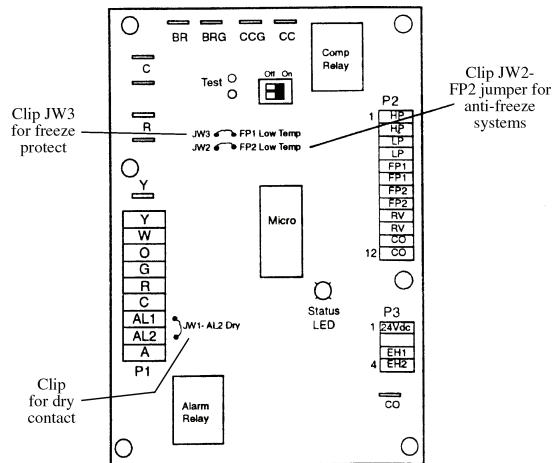 BR BRG CCG CC
Comp
Relay
C
Test
Off On
Clip JW2-
FP2 jumper for
anti-freeze
systems
Clip JW3
for freeze
protect
R
JW3 FP1 Low Temp
JW2 FP2 Low Temp
P2
1 HP
HP
LP
LP
FP1
FP1
FP2
FP2
RV
RV
CO
12 CO
Y
Y
W
O
G
R
C
AL1
AL2
A
P1
JW1- AL2 Dry
Micro
Status
LED
P3
1 24Vdc
EH1
4 EH2
CO
Clip
for dry
contact
Alarm
Relay